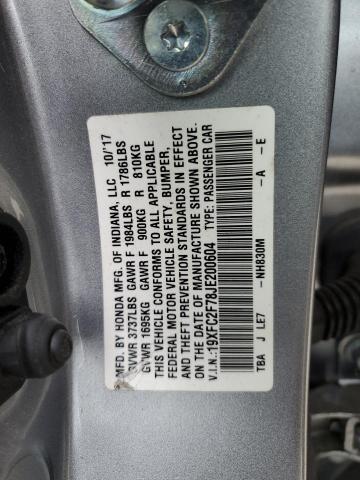 MFD. BY HONDA MFG. OF INDIANA, LLC 10/'17
GVWR 3737LBS GAWR F 1984LBS R 1786LBS
GVWR 1695KG GAWR F 900KG R 810KG
THIS VEHICLE CONFORMS TO ALL APPLICABLE
FEDERAL MOTOR VEHICLE SAFETY, BUMPER,
AND THEFT PREVENTION STANDARDS IN EFFECT
ON THE DATE OF MANUFACTURE SHOWN ABOVE.
V.I.N.:19XFC2F78JE200604 TYPE: PASSENGER CAR
TBA J LE7 -NH830M -A -E